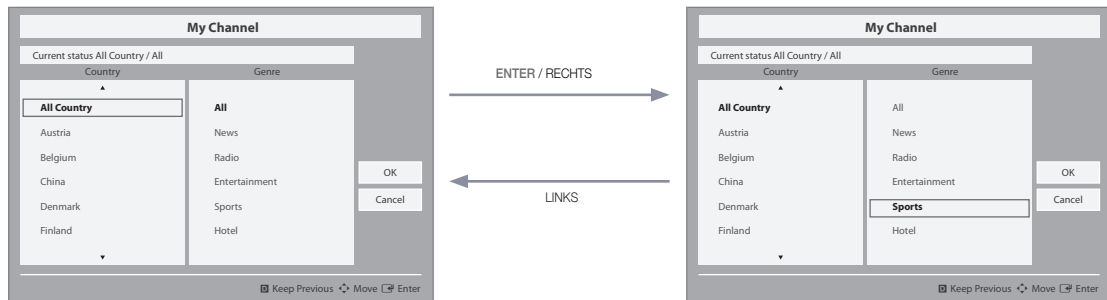 My Channel
Current status All Country / All
Country Genre
All Country All
Austria News
Belgium Radio
China Entertainment
Denmark Sports
Finland Hotel
OK
Cancel
Keep Previous Move Enter
ENTER / RECHTS
LINKS
My Channel
Current status All Country / All
Country Genre
All Country All
Austria News
Belgium Radio
China Entertainment
Denmark Sports
Finland Hotel
OK
Cancel
Keep Previous Move Enter